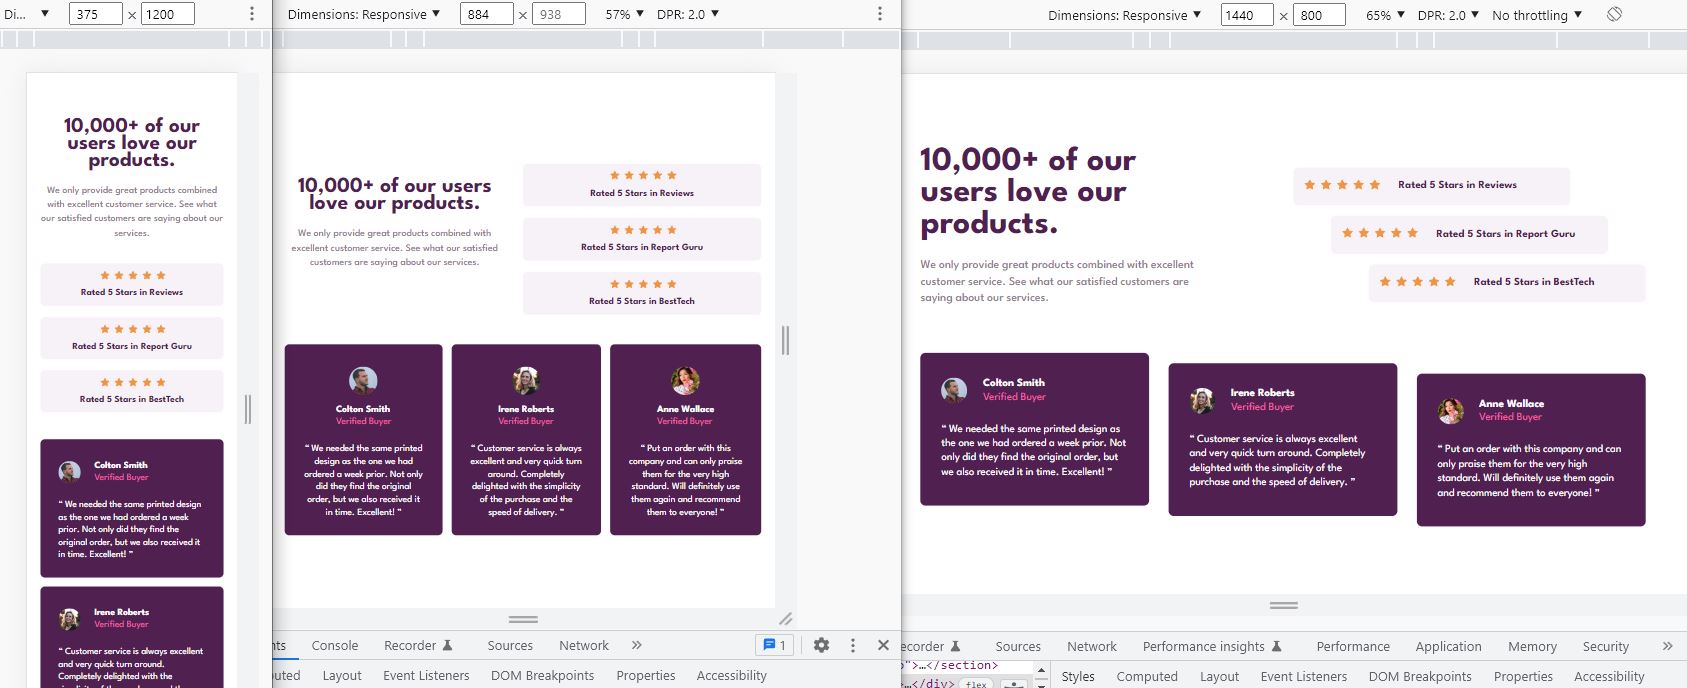 Di... ▼ 375 × 1200
10,000+ of our
users love our
products.
We only provide great products combined
with excellent customer service. See what
our satisfied customers are saying about our
services.
Rated 5 Stars in Reviews
Rated 5 Stars in Report Guru
Rated 5 Stars in BestTech
Colton Smith
Verified Buyer
“ We needed the same printed design
as the one we had ordered a week
prior. Not only did they find the
original order, but we also received it
in time. Excellent! ”
Irene Roberts
Verified Buyer
“ Customer service is always excellent
and very quick turn around.
Completely delighted with the
Dimensions: Responsive ▼ 884 × 938 57% ▼ DPR: 2.0 ▼
10,000+ of our users
love our products.
We only provide great products combined with
excellent customer service. See what our satisfied
customers are saying about our services.
Rated 5 Stars in Reviews
Rated 5 Stars in Report Guru
Rated 5 Stars in BestTech
Colton Smith
Verified Buyer
“ We needed the same printed
design as the one we had
ordered a week prior. Not only
did they find the original
order, but we also received it
in time. Excellent! ”
Irene Roberts
Verified Buyer
“ Customer service is always
excellent and very quick turn
around. Completely
delighted with the simplicity
of the purchase and the
speed of delivery. ”
Anne Wallace
Verified Buyer
“ Put an order with this
company and can only praise
them for the very high
standard. Will definitely use
them again and recommend
them to everyone! ”
nts Console Recorder Sources Network » 1
outed Layout Event Listeners DOM Breakpoints Properties Accessibility
Dimensions: Responsive ▼ 1440 × 800 65% ▼ DPR: 2.0 ▼ No throttling ▼
10,000+ of our
users love our
products.
We only provide great products combined with excellent
customer service. See what our satisfied customers are
saying about our services.
Rated 5 Stars in Reviews
Rated 5 Stars in Report Guru
Rated 5 Stars in BestTech
Colton Smith
Verified Buyer
“ We needed the same printed design as
the one we had ordered a week prior. Not
only did they find the original order, but
we also received it in time. Excellent! ”
Irene Roberts
Verified Buyer
“ Customer service is always excellent
and very quick turn around. Completely
delighted with the simplicity of the
purchase and the speed of delivery. ”
Anne Wallace
Verified Buyer
“ Put an order with this company and can
only praise them for the very high
standard. Will definitely use them again
and recommend them to everyone! ”
ecorder Sources Network Performance insights Performance Application Memory Security »
">…</section>
…</div> flex
Styles Computed Layout Event Listeners DOM Breakpoints Properties Accessibility